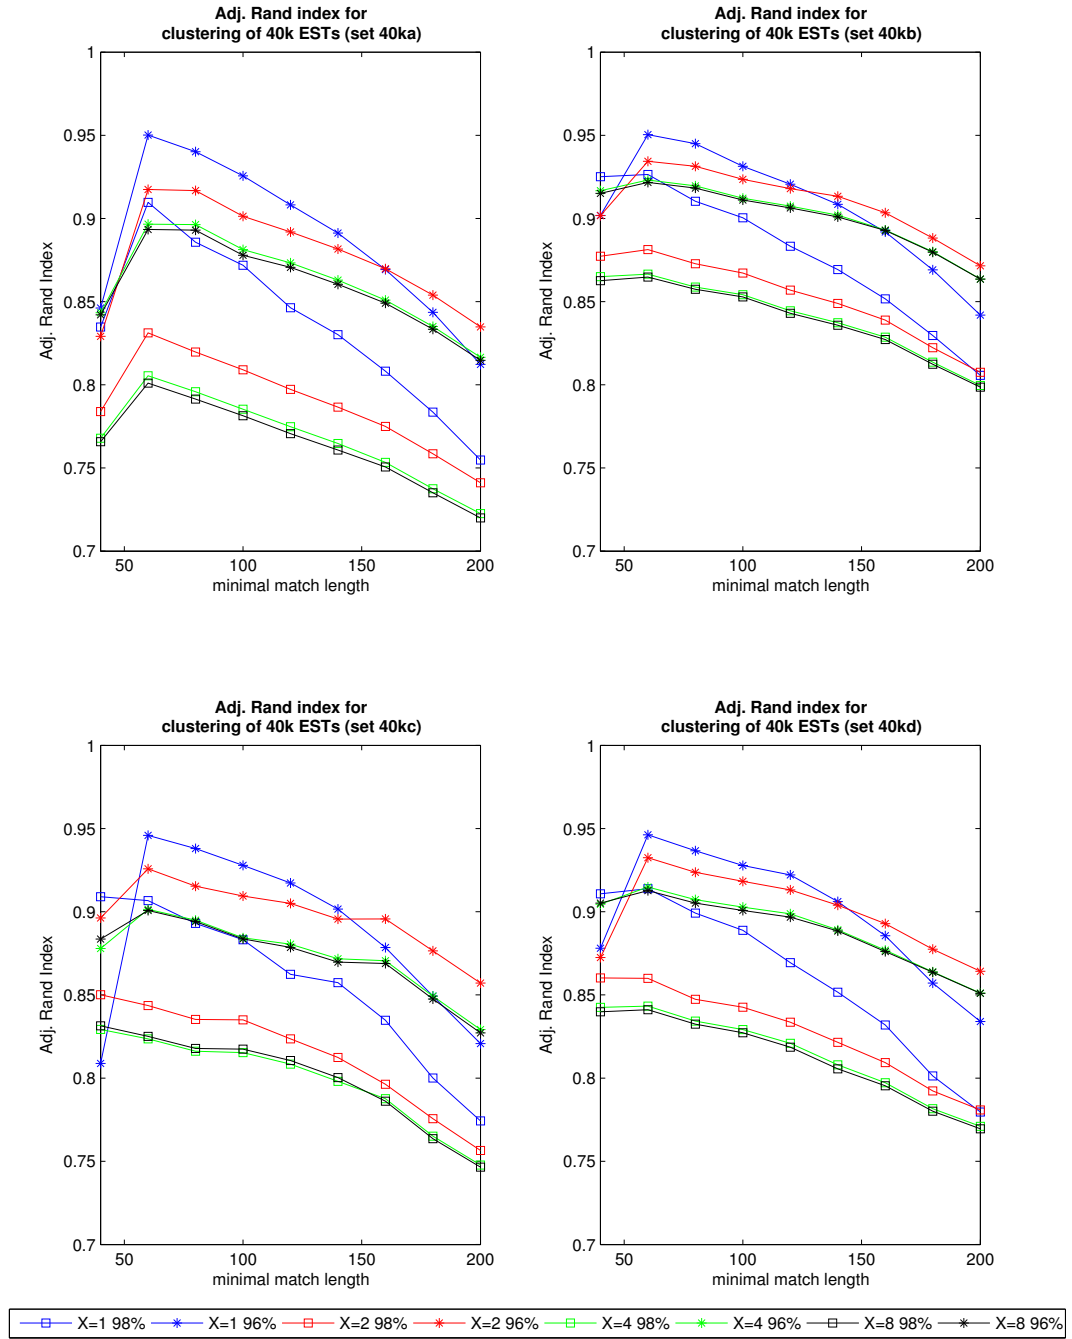 Adj. Rand index for
clustering of 40k ESTs (set 40ka)
1
0.95
0.9
0.85
0.8
0.75
0.7
Adj. Rand Index
50
100
150
200
minimal match length
Adj. Rand index for
clustering of 40k ESTs (set 40kb)
1
0.95
0.9
0.85
0.8
0.75
0.7
Adj. Rand Index
50
100
150
200
minimal match length
Adj. Rand index for
clustering of 40k ESTs (set 40kc)
1
0.95
0.9
0.85
0.8
0.75
0.7
Adj. Rand Index
50
100
150
200
minimal match length
Adj. Rand index for
clustering of 40k ESTs (set 40kd)
1
0.95
0.9
0.85
0.8
0.75
0.7
Adj. Rand Index
50
100
150
200
minimal match length
X=1 98% X=1 96% X=2 98% X=2 96% X=4 98% X=4 96% X=8 98% X=8 96%